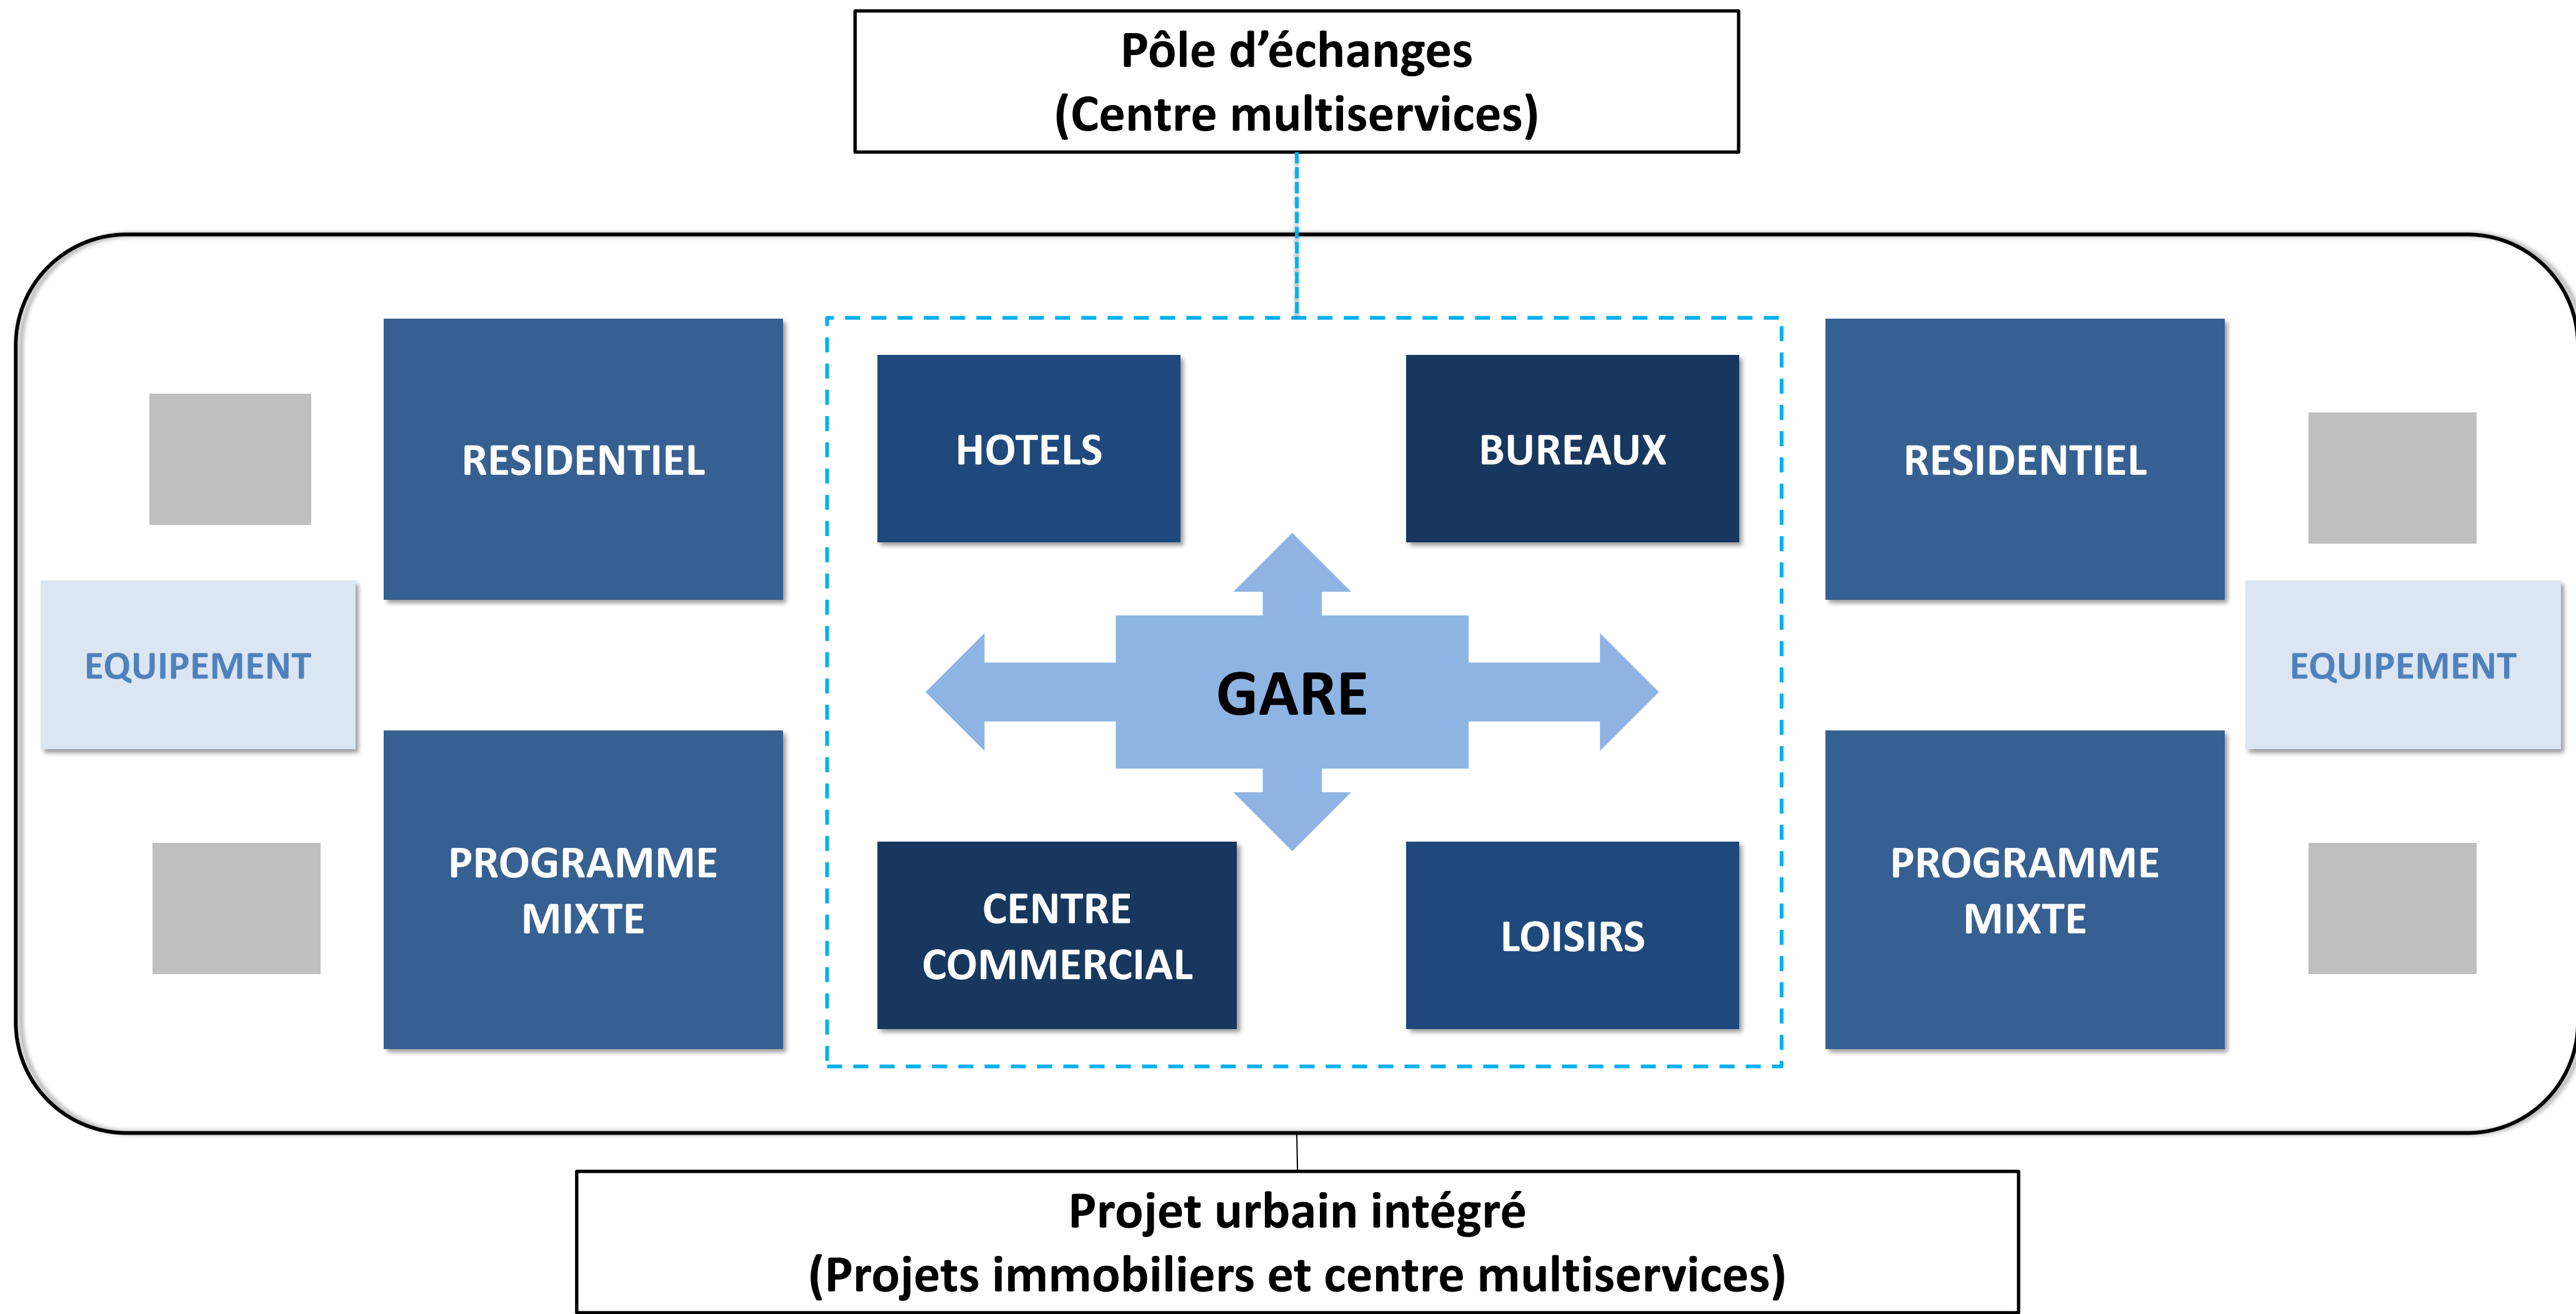 Pôle d’échanges
(Centre multiservices)
RESIDENTIEL
HOTELS
BUREAUX
RESIDENTIEL
EQUIPEMENT
GARE
EQUIPEMENT
PROGRAMME
MIXTE
CENTRE
COMMERCIAL
LOISIRS
PROGRAMME
MIXTE
Projet urbain intégré
(Projets immobiliers et centre multiservices)